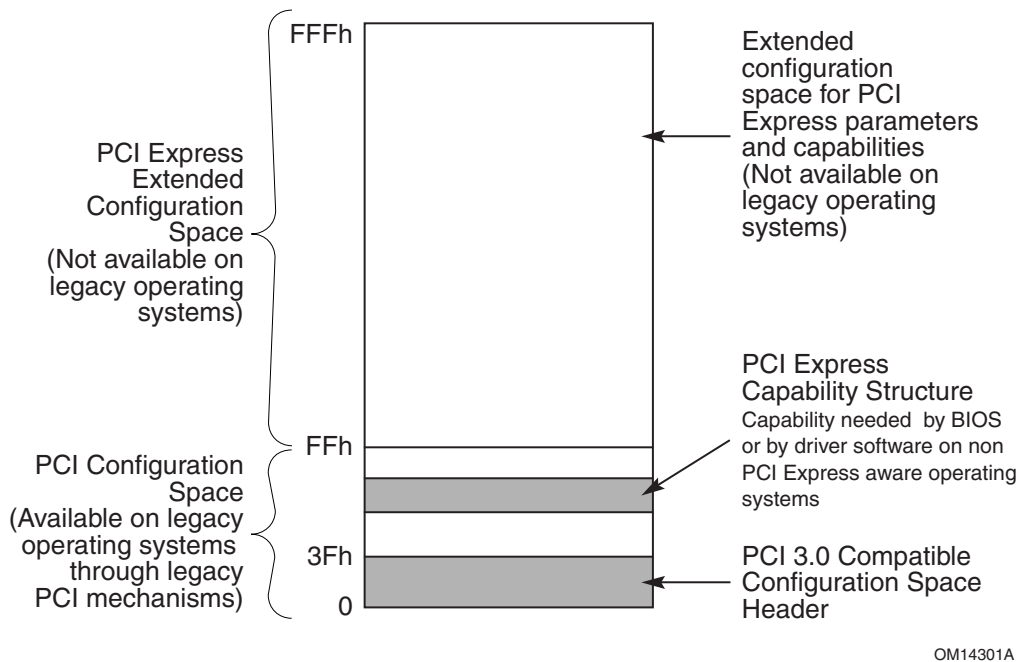 FFFh
PCI Express
Extended
Configuration
Space
(Not available on
legacy operating
systems)
Extended
configuration
space for PCI
Express parameters
and capabilities
(Not available on
legacy operating
systems)
FFh
PCI Configuration
Space
(Available on legacy
operating systems
through legacy
PCI mechanisms)
PCI Express
Capability Structure
Capability needed by BIOS
or by driver software on non
PCI Express aware operating
systems
3Fh
0
PCI 3.0 Compatible
Configuration Space
Header
OM14301A